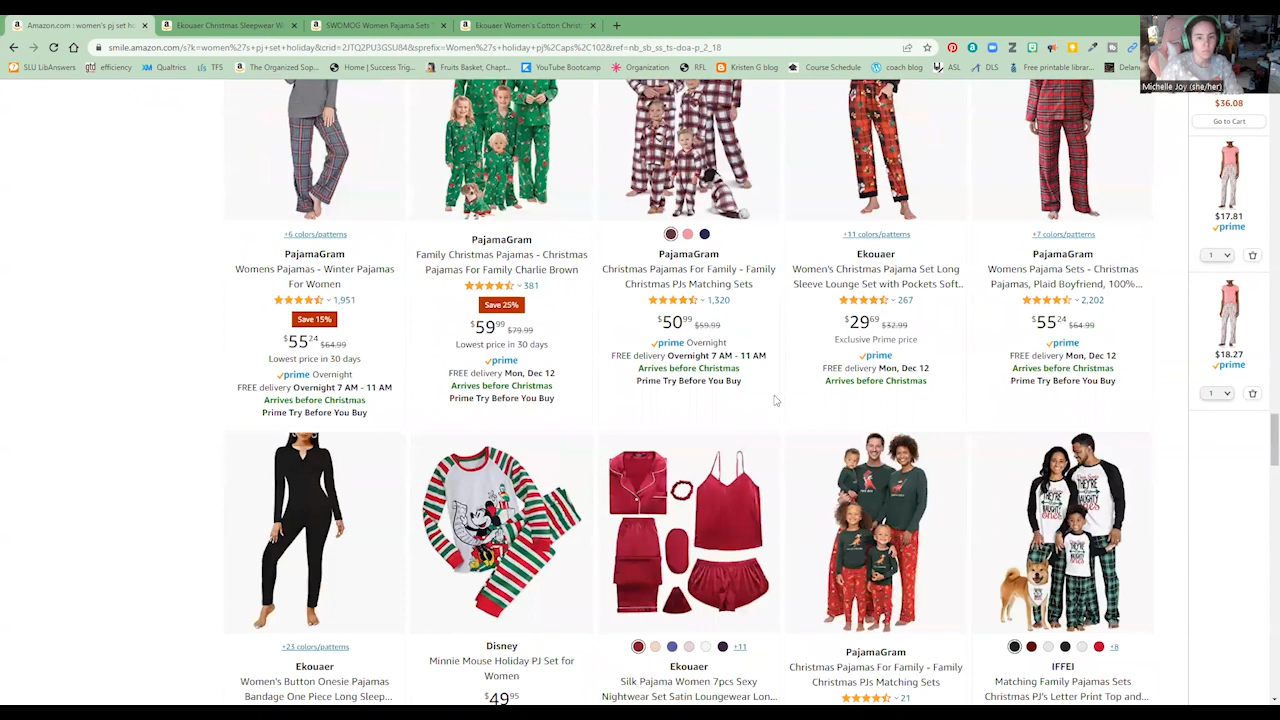 Amazon.com : women's pj set ho
Ekouaer Christmas Sleepwear W
SWDMOG Women Pajama Sets
Ekouaer Women's Cotton Christ
smile.amazon.com/s?k=women%27s+pj+set+holiday&crid=2JTQ2PU3GSU84&sprefix=Women%27s+holiday+pj%2Caps%2C102&ref=nb_sb_ss_ts-doa-p_2_18
SLU LibAnswers
efficiency
Qualtrics
TFS
The Organized Sop...
Home | Success Trig...
Fruits Basket, Chapt...
YouTube Bootcamp
Organization
RFL
Kristen G blog
Course Schedule
coach blog
ASL
DLS
Free printable librar...
Delan
Michelle Joy (she/her)
$36.08
Go to Cart
$17.81
prime
1
$18.27
prime
1
+6 colors/patterns
PajamaGram
Womens Pajamas - Winter Pajamas
For Women
1,951
Save 15%
$55.24 $64.99
Lowest price in 30 days
prime Overnight
FREE delivery Overnight 7 AM - 11 AM
Arrives before Christmas
Prime Try Before You Buy
PajamaGram
Family Christmas Pajamas - Christmas
Pajamas For Family Charlie Brown
381
Save 25%
$59.99 $79.99
Lowest price in 30 days
prime
FREE delivery Mon, Dec 12
Arrives before Christmas
Prime Try Before You Buy
PajamaGram
Christmas Pajamas For Family - Family
Christmas PJs Matching Sets
1,320
$50.99 $59.99
prime Overnight
FREE delivery Overnight 7 AM - 11 AM
Arrives before Christmas
Prime Try Before You Buy
+11 colors/patterns
Ekouaer
Women's Christmas Pajama Set Long
Sleeve Lounge Set with Pockets Soft..
267
$29.69 $32.99
Exclusive Prime price
prime
FREE delivery Mon, Dec 12
Arrives before Christmas
+7 colors/patterns
PajamaGram
Womens Pajama Sets - Christmas
Pajamas, Plaid Boyfriend, 100%...
2,202
$55.24 $64.99
prime
FREE delivery Mon, Dec 12
Arrives before Christmas
Prime Try Before You Buy
+23 colors/patterns
Ekouaer
Women's Button Onesie Pajamas
Bandage One Piece Long Sleep...
Disney
Minnie Mouse Holiday PJ Set for
Women
$49.95
+11
Ekouaer
Silk Pajama Women 7pcs Sexy
Nightwear Set Satin Loungewear Lon...
PajamaGram
Christmas Pajamas For Family - Family
Christmas PJs Matching Sets
21
THEY'RE
NAUGHTY
ONES
+8
IFFEI
Matching Family Pajamas Sets
Christmas PJ's Letter Print Top and...